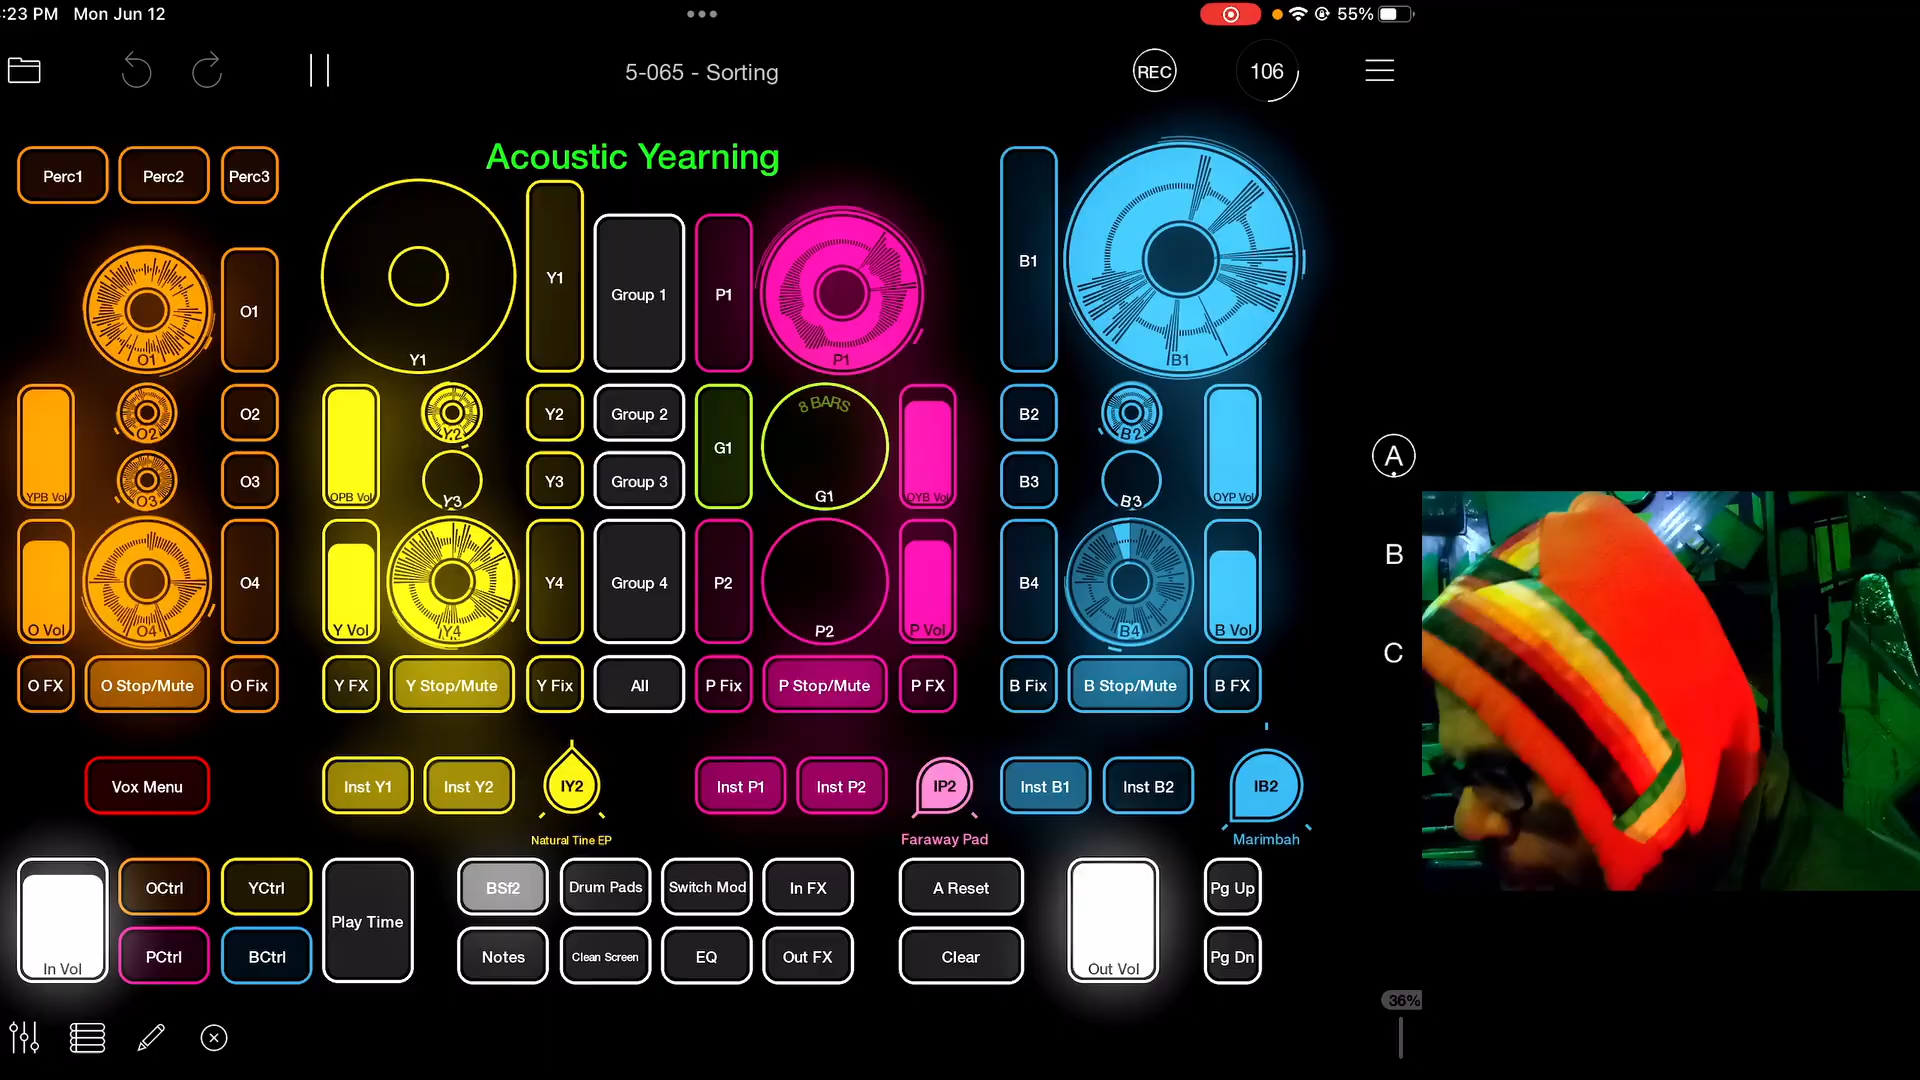 :23 PM Mon Jun 12
55%
5-065 - Sorting
REC
106
Acoustic Yearning
Perc1 Perc2 Perc3
O1 O1
Y1 Y1
Group 1
P1 P1
B1 B1
YPB Vol O2 O2
OPB Vol Y2 Y2
Group 2
G1 8 BARS G1
OYB Vol
B2 B2 OYP Vol
O3 O3
Y3 Y3
Group 3
B3 B3
A
O Vol O4 O4
Y Vol Y4 Y4
Group 4
P2 P2 P Vol
B4 B4 B Vol
B
C
O FX O Stop/Mute O Fix
Y FX Y Stop/Mute Y Fix
All
P Fix P Stop/Mute P FX
B Fix B Stop/Mute B FX
Vox Menu
Inst Y1 Inst Y2 IY2
Natural Tine EP
Inst P1 Inst P2 IP2
Faraway Pad
Inst B1 Inst B2 IB2
Marimbah
In Vol
OCtrl YCtrl
PCtrl BCtrl
Play Time
BSf2 Drum Pads Switch Mod In FX
Notes Clean Screen EQ Out FX
A Reset
Clear
Out Vol
Pg Up
Pg Dn
36%